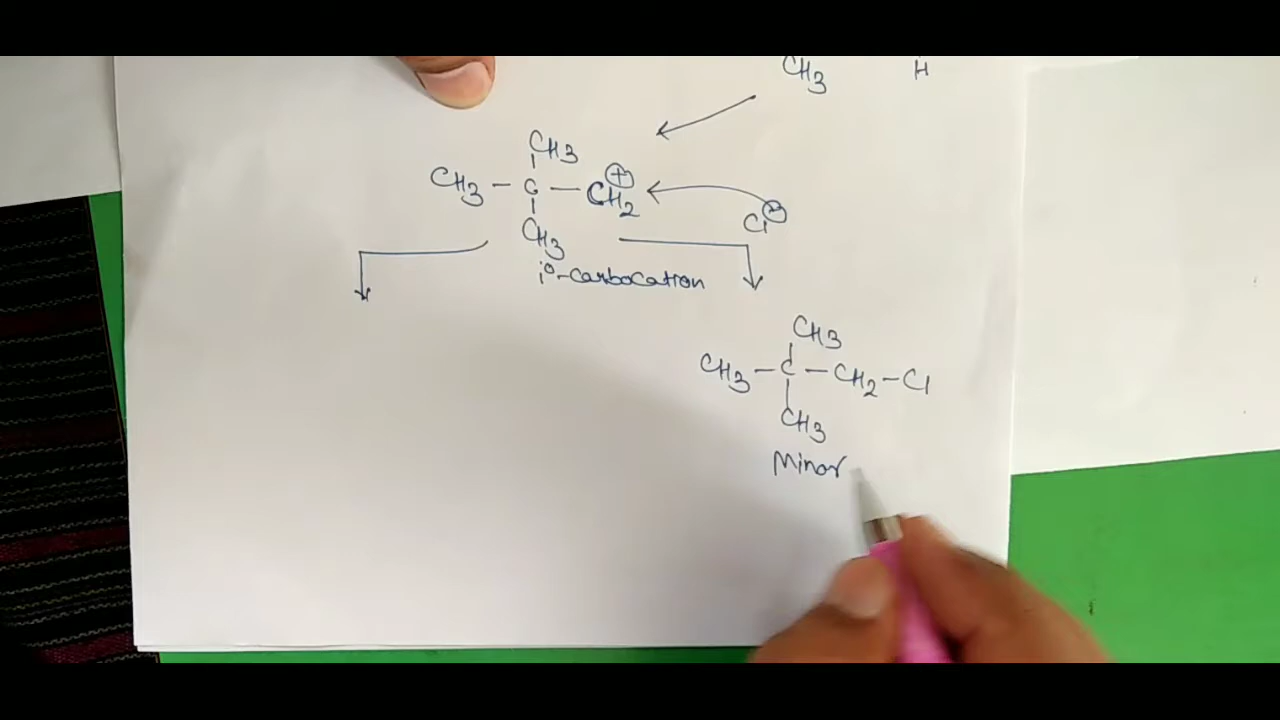 CH3 H
CH3
CH3 – C – CH2 ⊕
Cl ⊖
CH3
1°-carbocation
CH3
CH3 – C – CH2 – Cl
CH3
Minor